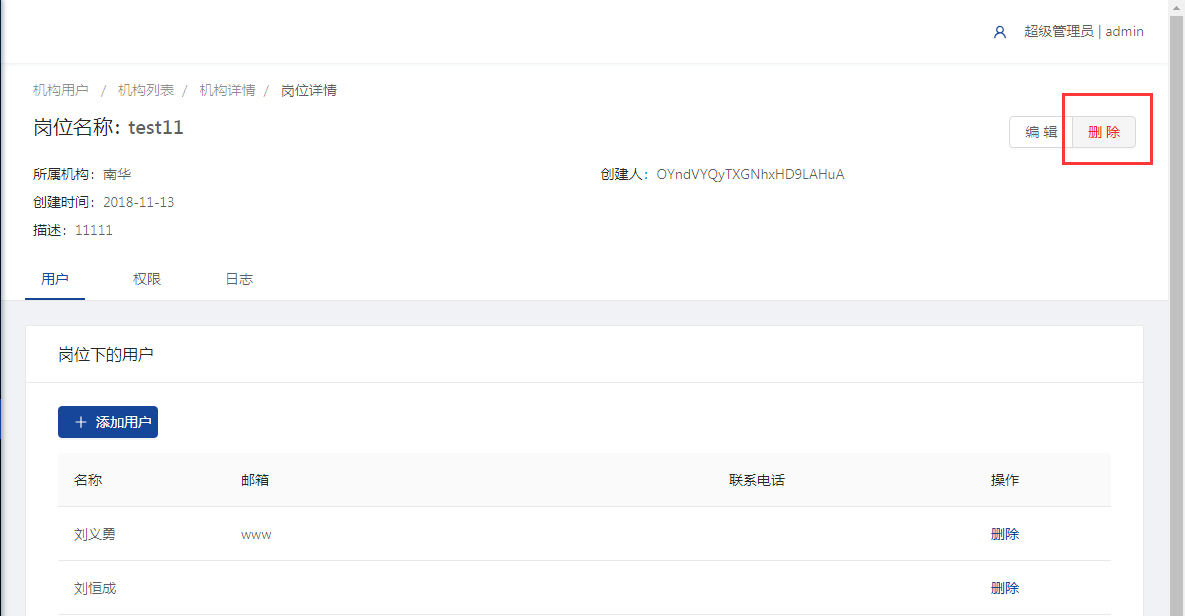 超级管理员 | admin
机构用户 / 机构列表 / 机构详情 / 岗位详情
岗位名称：test11
编 辑 删 除
所属机构：南华 创建人：OYndVYQyTXGNhxHD9LAHuA
创建时间：2018-11-13
描述：11111
用户 权限 日志
岗位下的用户
＋ 添加用户
名称 邮箱 联系电话 操作
刘义勇 www 删除
刘恒成 删除